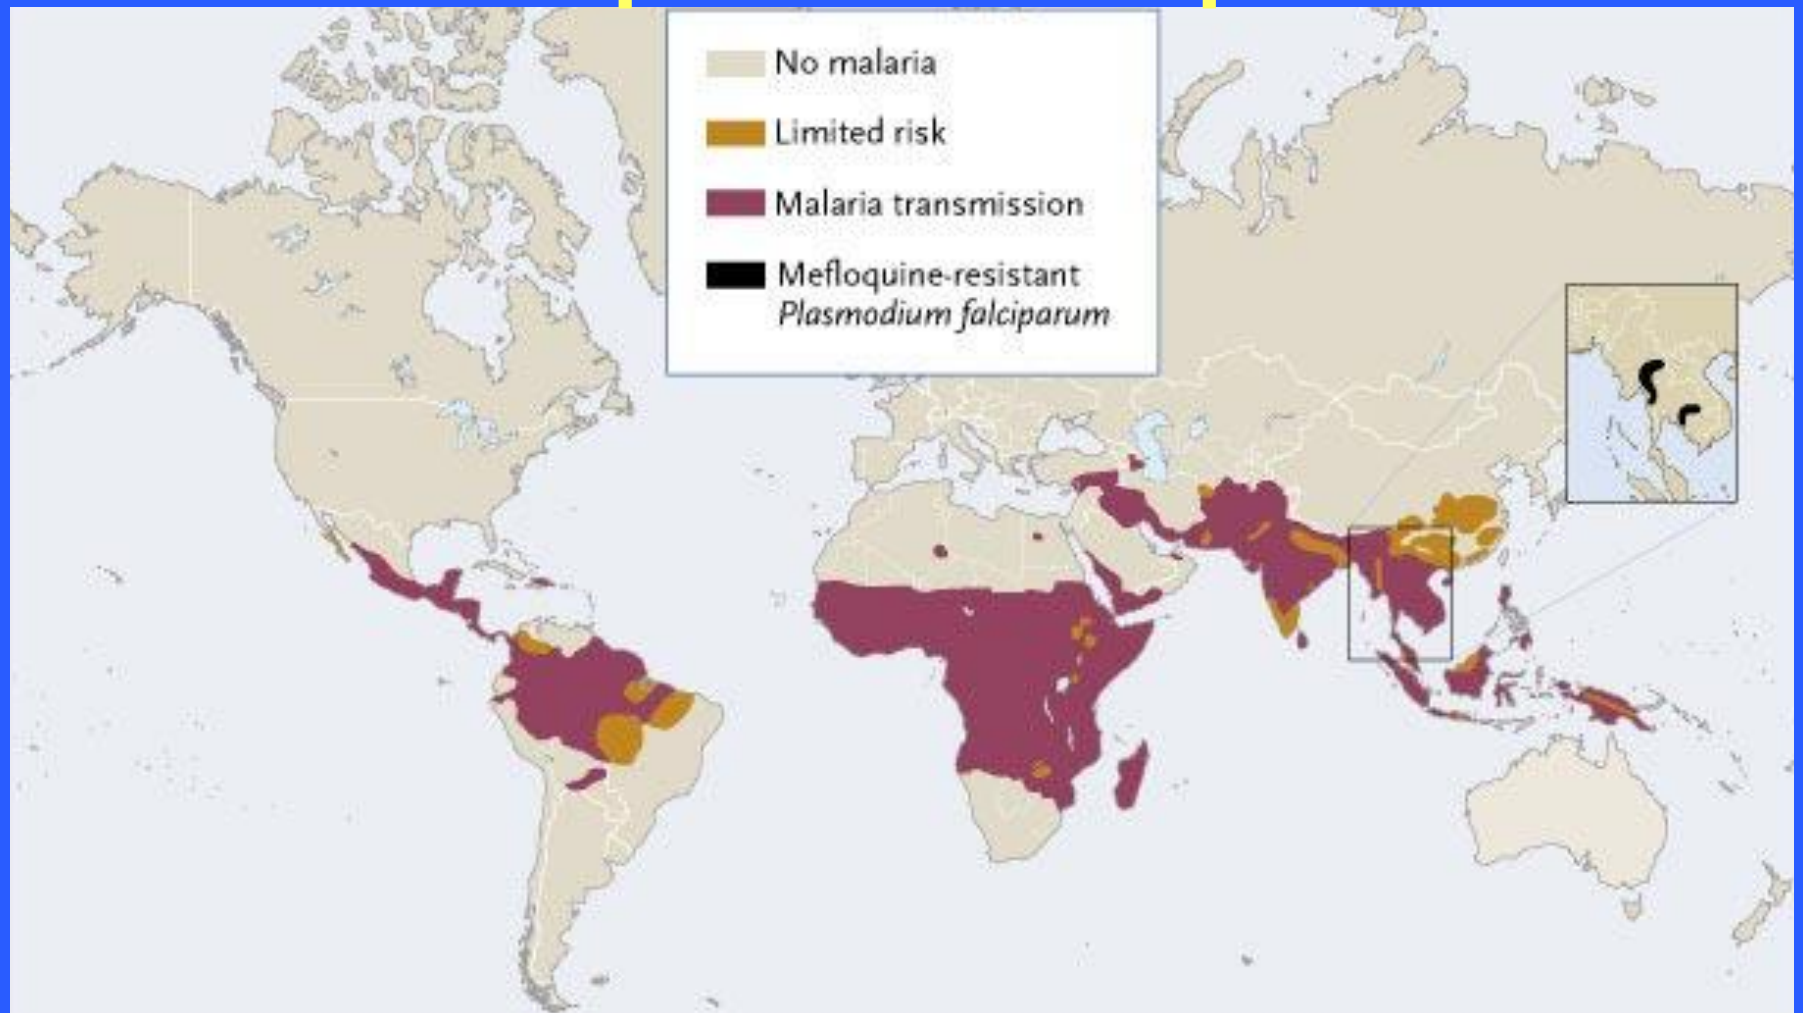 No malaria
Limited risk
Malaria transmission
Mefloquine-resistant
Plasmodium falciparum